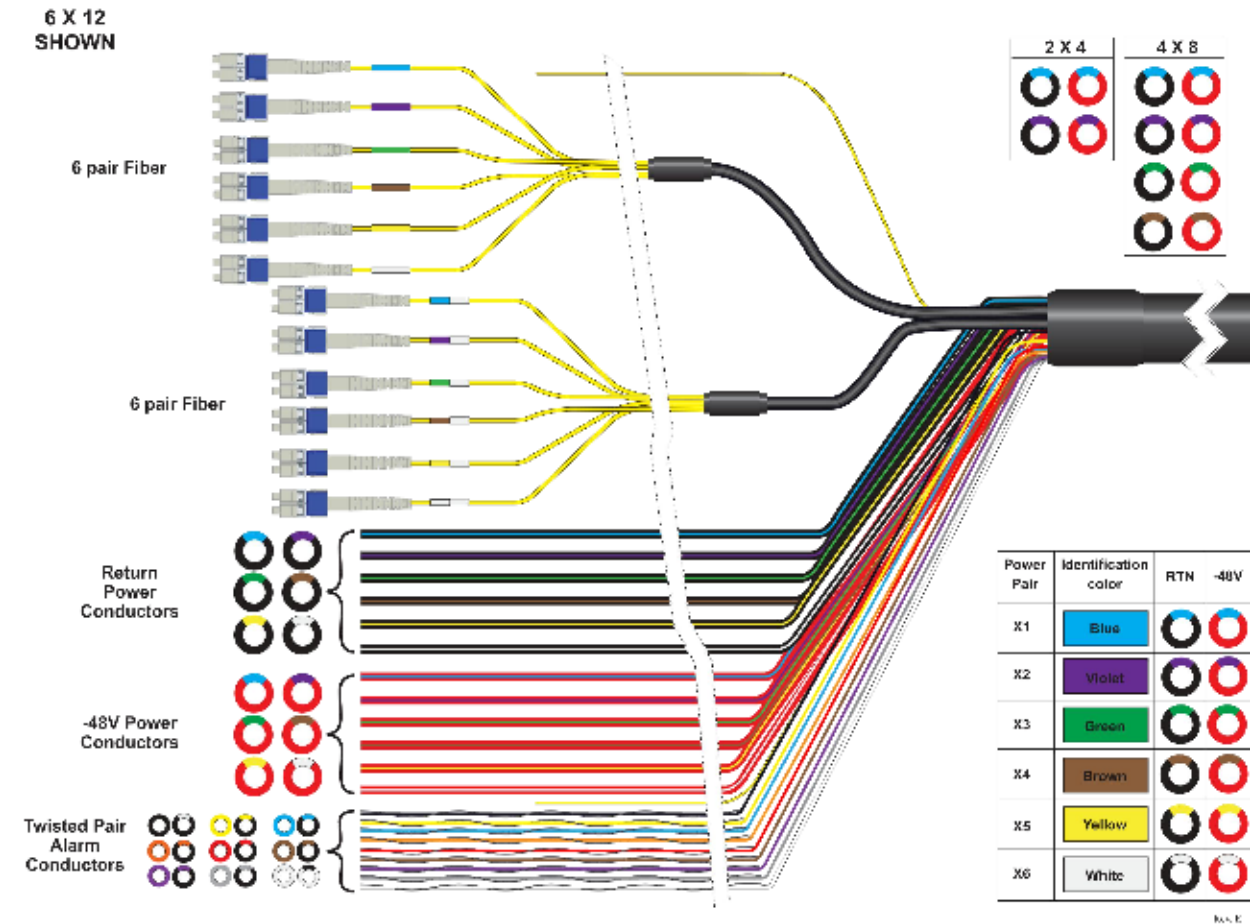 6 X 12
SHOWN
2 X 4
4 X 8
6 pair Fiber
6 pair Fiber
Return
Power
Conductors
-48V Power
Conductors
Twisted Pair
Alarm
Conductors
Power
Pair
Identification
color
RTN
-48V
X1
Blue
X2
Violet
X3
Green
X4
Brown
X5
Yellow
X6
White